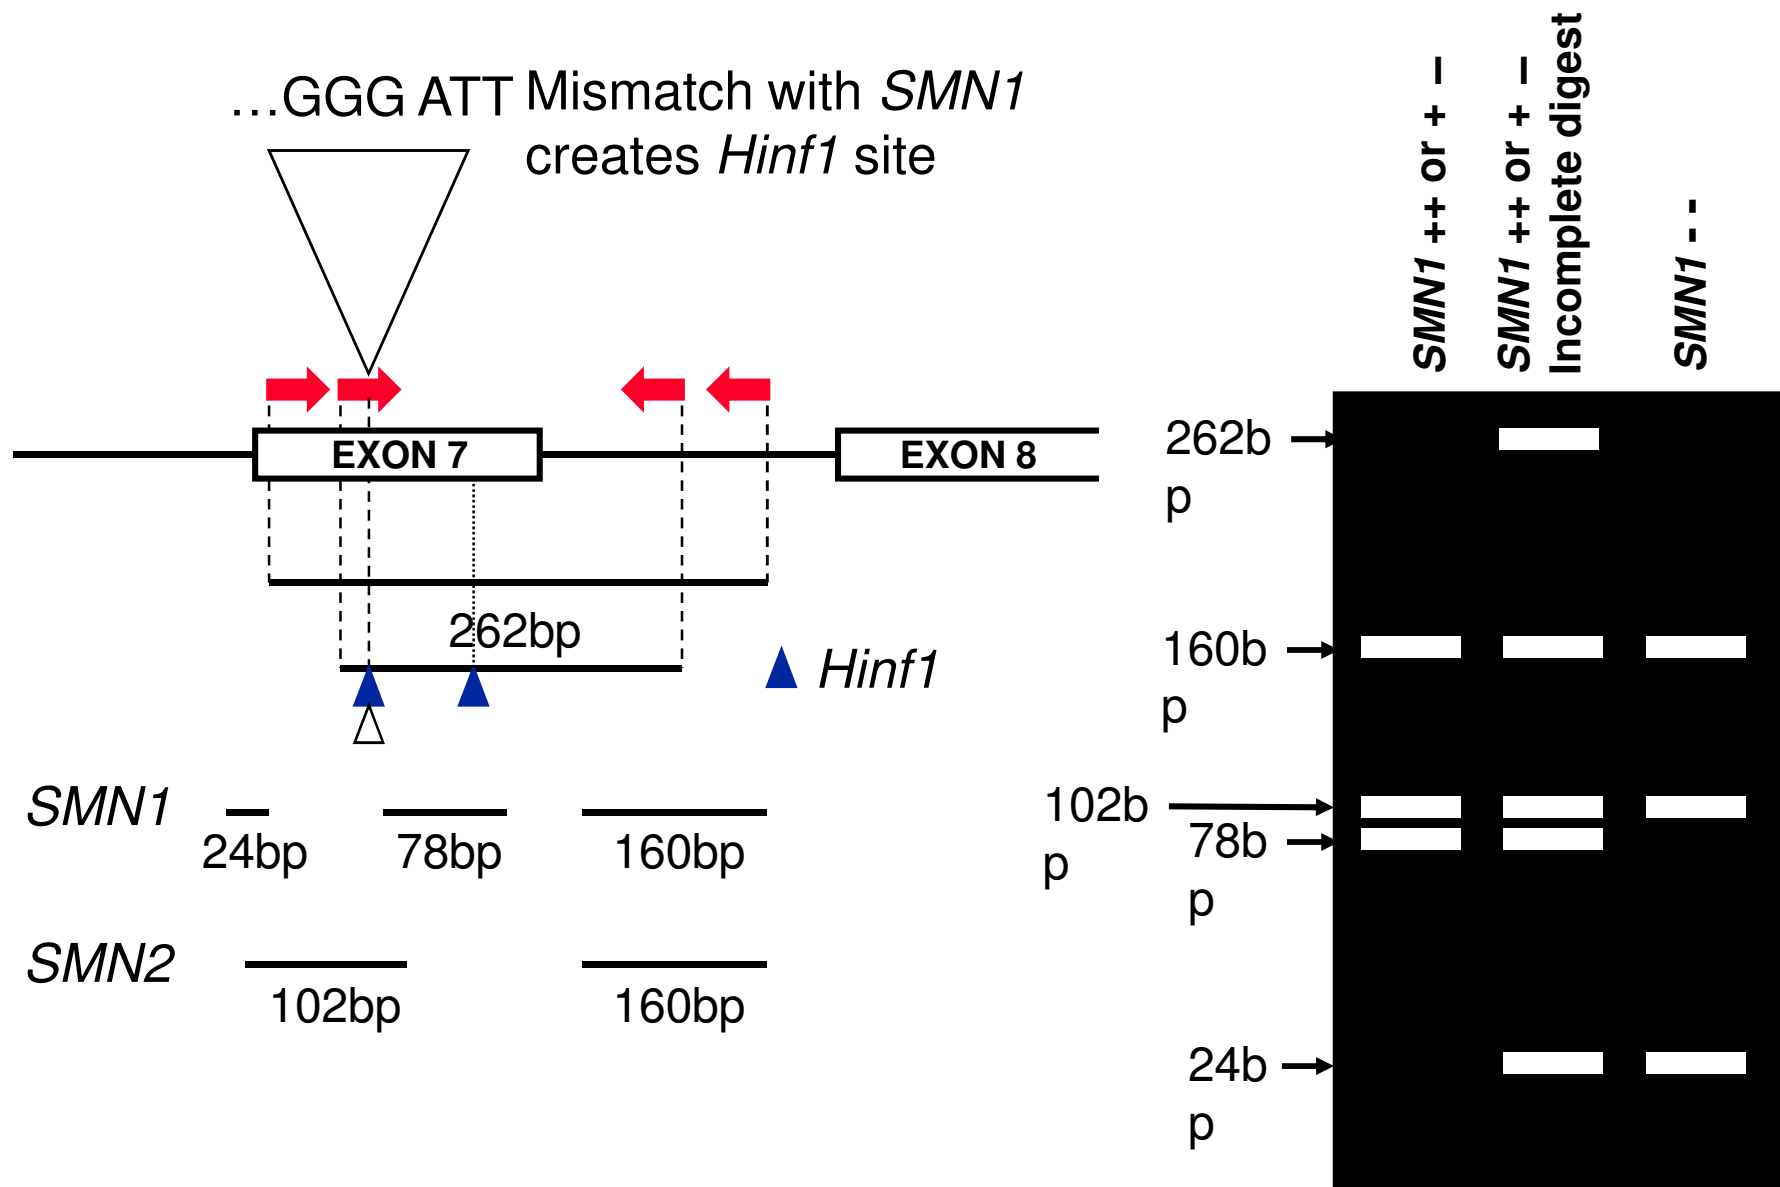 ...GGG ATT Mismatch with SMN1
creates Hinf1 site
EXON 7
EXON 8
262bp
Hinf1
SMN1
24bp
78bp
160bp
SMN2
102bp
160bp
SMN1 ++ or + –
SMN1 ++ or + –
Incomplete digest
SMN1 - -
262b
p
160b
p
102b
p
78b
p
24b
p